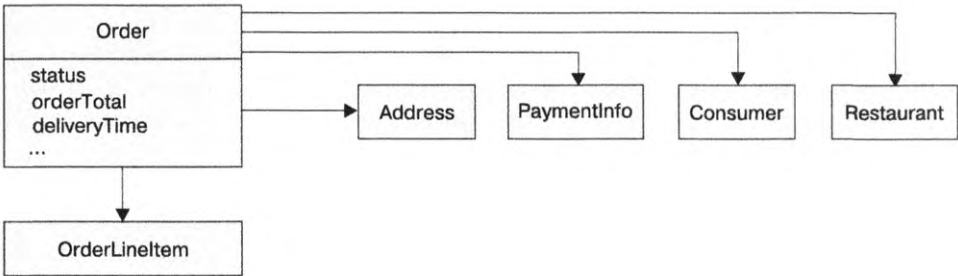 Order
status
orderTotal
deliveryTime
...
Address
PaymentInfo
Consumer
Restaurant
OrderLineItem